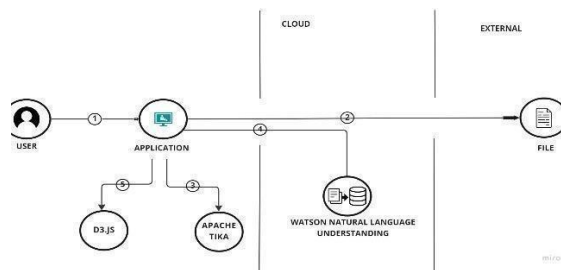 CLOUD
EXTERNAL
1
2
4
USER
APPLICATION
FILE
5
3
D3.JS
APACHE
TIKA
WATSON NATURAL LANGUAGE
UNDERSTANDING
miro